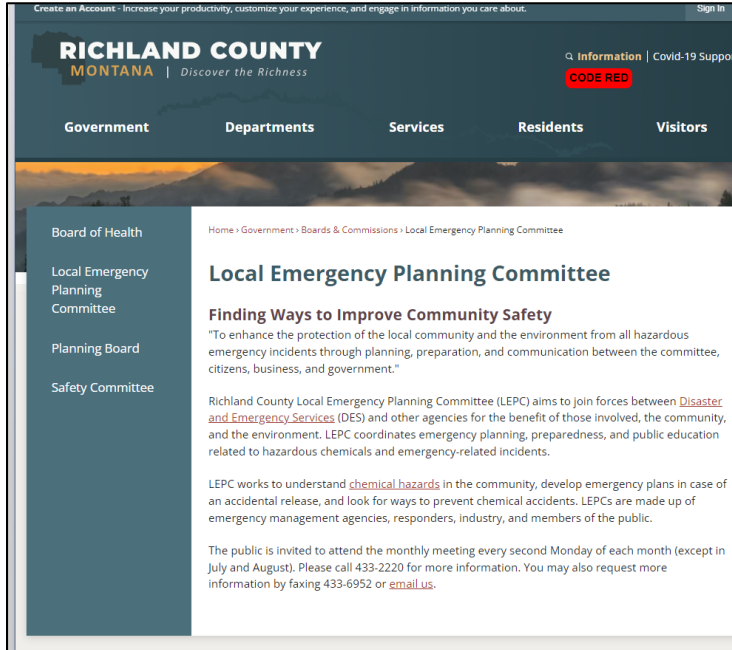 Create an Account - Increase your productivity, customize your experience, and engage in information you care about.
Sign In
RICHLAND COUNTY
MONTANA | Discover the Richness
Information | Covid-19 Suppor
CODE RED
Government Departments Services Residents Visitors
Board of Health
Local Emergency
Planning
Committee
Planning Board
Safety Committee
Home › Government › Boards & Commissions › Local Emergency Planning Committee
Local Emergency Planning Committee
Finding Ways to Improve Community Safety
"To enhance the protection of the local community and the environment from all hazardous
emergency incidents through planning, preparation, and communication between the committee,
citizens, business, and government."
Richland County Local Emergency Planning Committee (LEPC) aims to join forces between Disaster
and Emergency Services (DES) and other agencies for the benefit of those involved, the community,
and the environment. LEPC coordinates emergency planning, preparedness, and public education
related to hazardous chemicals and emergency-related incidents.
LEPC works to understand chemical hazards in the community, develop emergency plans in case of
an accidental release, and look for ways to prevent chemical accidents. LEPCs are made up of
emergency management agencies, responders, industry, and members of the public.
The public is invited to attend the monthly meeting every second Monday of each month (except in
July and August). Please call 433-2220 for more information. You may also request more
information by faxing 433-6952 or email us.